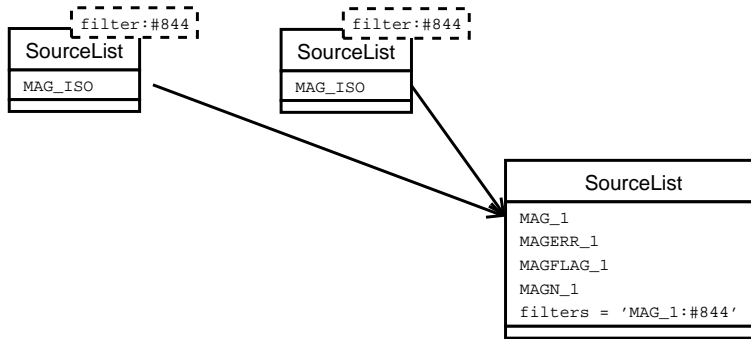 filter:#844
SourceList
MAG_ISO
filter:#844
SourceList
MAG_ISO
SourceList
MAG_1
MAGERR_1
MAGFLAG_1
MAGN_1
filters = ’MAG_1:#844’